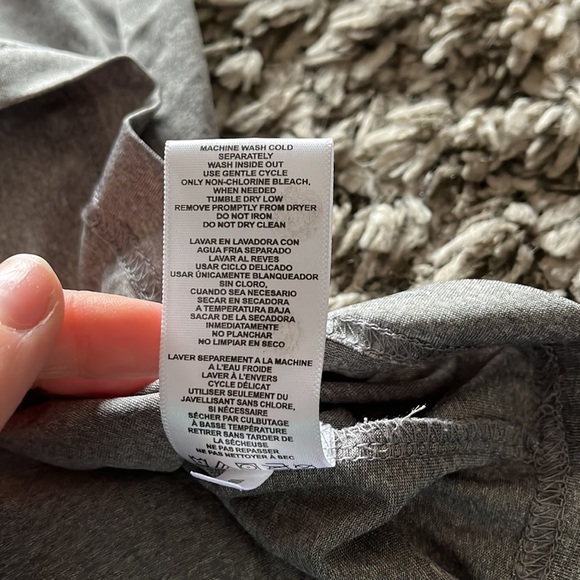 MACHINE WASH COLD
SEPARATELY
WASH INSIDE OUT
USE GENTLE CYCLE
ONLY NON-CHLORINE BLEACH,
WHEN NEEDED
TUMBLE DRY LOW
REMOVE PROMPTLY FROM DRYER
DO NOT IRON
DO NOT DRY CLEAN
LAVAR EN LAVADORA CON
AGUA FRIA SEPARADO
LAVAR AL REVES
USAR CICLO DELICADO
USAR ÚNICAMENTE BLANQUEADOR
SIN CLORO,
CUANDO SEA NECESARIO
SECAR EN SECADORA
A TEMPERATURA BAJA
SACAR DE LA SECADORA
INMEDIATAMENTE
NO PLANCHAR
NO LIMPIAR EN SECO
LAVER SEPAREMENT A LA MACHINE
A L'EAU FROIDE
LAVER À L'ENVERS
CYCLE DÉLICAT
UTILISER SEULEMENT DU
JAVELLISANT SANS CHLORE,
SI NÉCESSAIRE
SÉCHER PAR CULBUTAGE
À BASSE TEMPÉRATURE
RETIRER SANS TARDER DE
LA SÉCHEUSE
NE PAS REPASSER
NE PAS NETTOYER À SEC